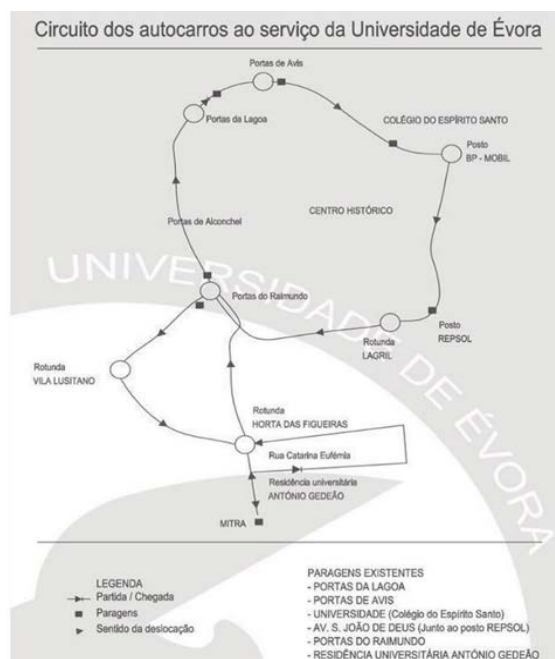 Circuito dos autocarros ao serviço da Universidade de Évora
Portas de Avis
Portas da Lagoa
COLÉGIO DO ESPÍRITO SANTO
Posto
BP - MOBIL
CENTRO HISTÓRICO
Portas de Alconchel
UNIVERSIDADE DE ÉVORA
Portas do Raimundo
Posto
REPSOL
Rotunda
LAGRIL
Rotunda
VILA LUSITANO
Rotunda
HORTA DAS FIGUEIRAS
Rua Catarina Eufémia
Residência universitária
ANTÓNIO GEDEÃO
MITRA
LEGENDA
Partida / Chegada
Paragens
Sentido da deslocação
PARAGENS EXISTENTES
- PORTAS DA LAGOA
- PORTAS DE AVIS
- UNIVERSIDADE (Colégio do Espírito Santo)
- AV. S. JOÃO DE DEUS (Junto ao posto REPSOL)
- PORTAS DO RAIMUNDO
- RESIDÊNCIA UNIVERSITÁRIA ANTÓNIO GEDEÃO